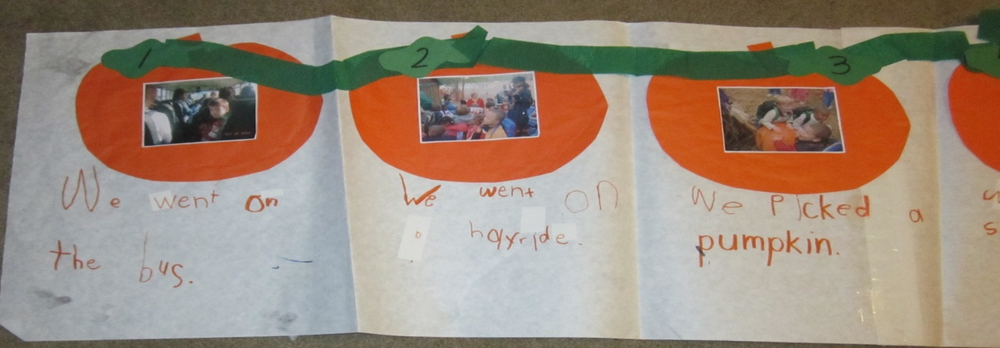 1
We went on
the bus.
2
We went on
a hayride.
3
We Picked a
pumpkin.